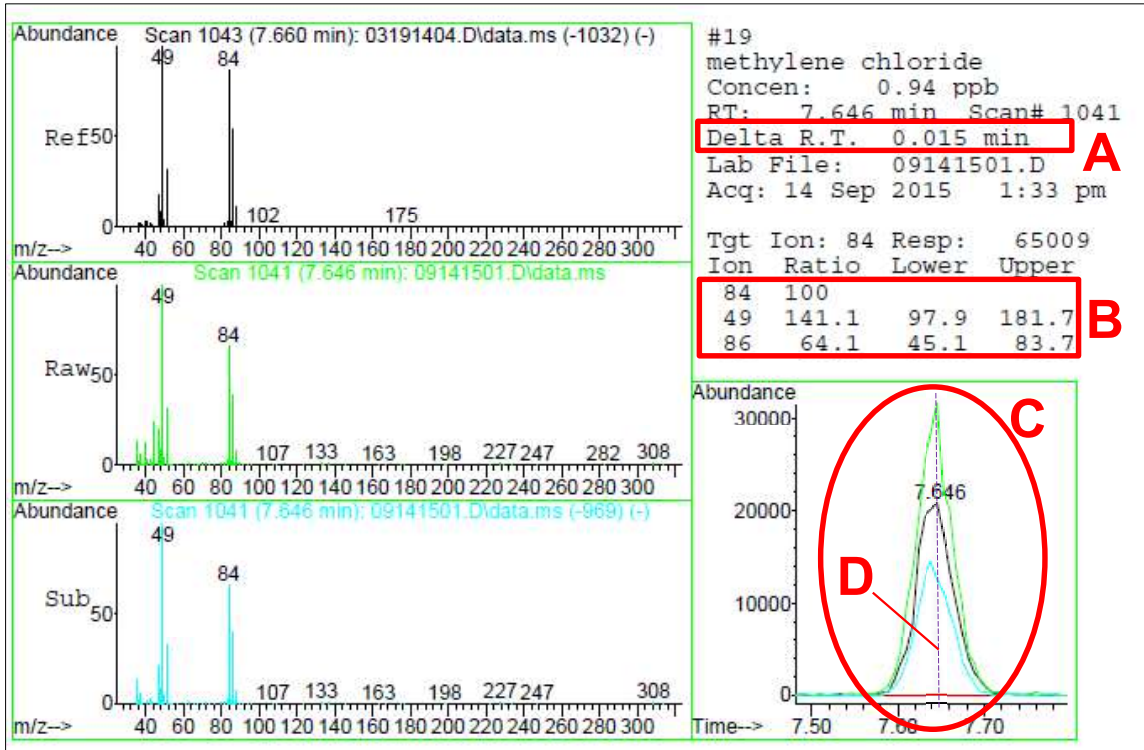 Abundance Scan 1043 (7.660 min): 03191404.D\data.ms (-1032) (-)
49 84
Ref 50
102 175
0
m/z--> 40 60 80 100 120 140 160 180 200 220 240 260 280 300
Abundance Scan 1041 (7.646 min): 09141501.D\data.ms
49
84
Raw 50
107 133 163 198 227 247 282 308
0
m/z--> 40 60 80 100 120 140 160 180 200 220 240 260 280 300
Abundance Scan 1041 (7.646 min): 09141501.D\data.ms (-969) (-)
49
84
Sub 50
107 133 163 198 227 247 308
0
m/z--> 40 60 80 100 120 140 160 180 200 220 240 260 280 300
#19
methylene chloride
Concen: 0.94 ppb
RT: 7.646 min Scan# 1041
Delta R.T. 0.015 min A
Lab File: 09141501.D
Acq: 14 Sep 2015 1:33 pm
Tgt Ion: 84 Resp: 65009
Ion Ratio Lower Upper
84 100
49 141.1 97.9 181.7 B
86 64.1 45.1 83.7
Abundance
30000 C
7.646
20000
D
10000
0
Time--> 7.50 7.60 7.70